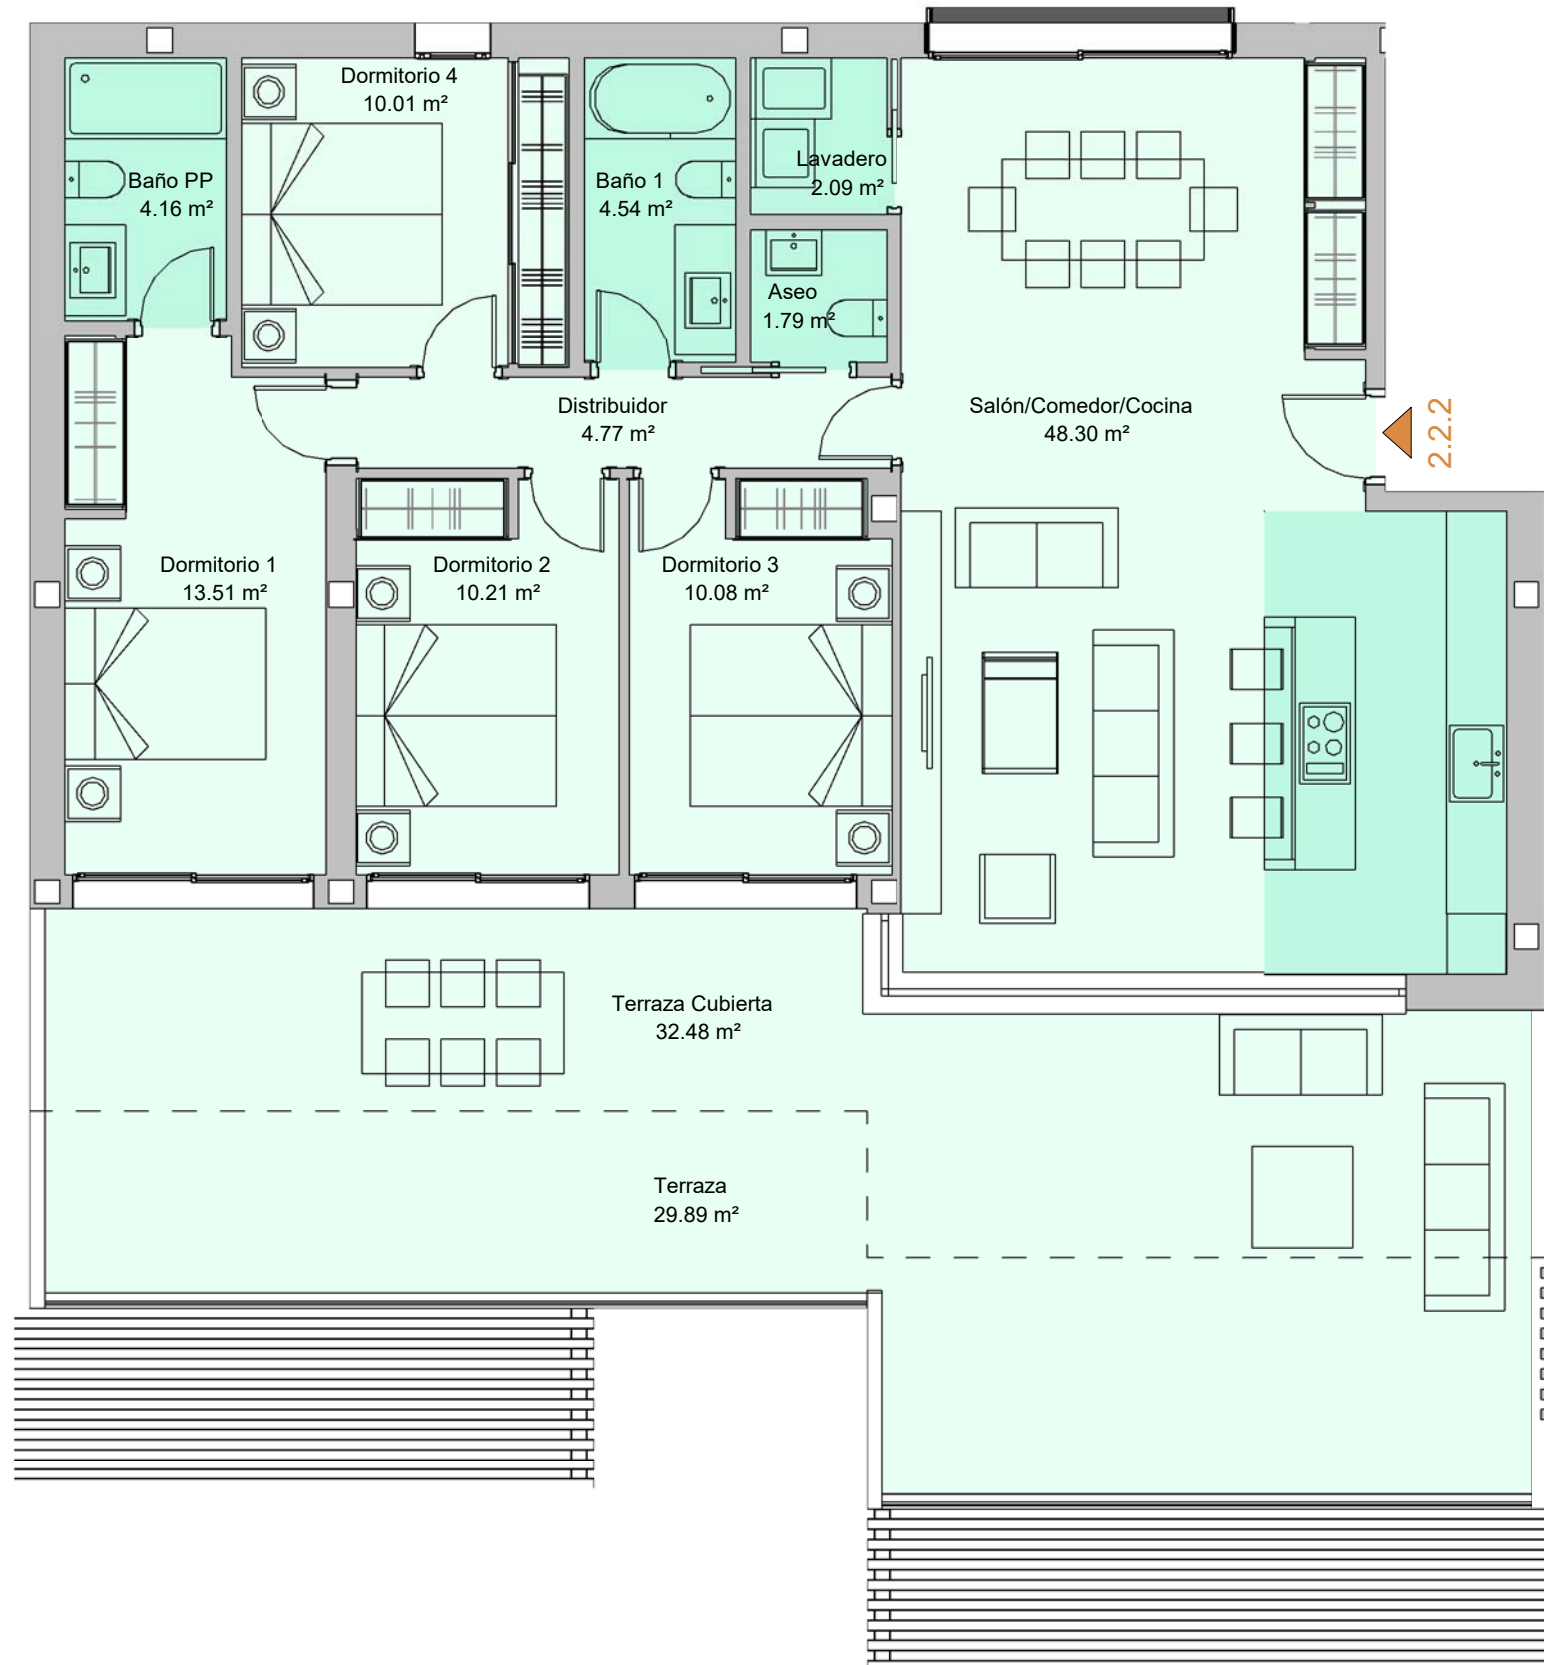 Dormitorio 4
10.01 m²
Baño PP
4.16 m²
Baño 1
4.54 m²
Lavadero
2.09 m²
Aseo
1.79 m²
Distribuidor
4.77 m²
Salón/Comedor/Cocina
48.30 m²
2.2.2
Dormitorio 1
13.51 m²
Dormitorio 2
10.21 m²
Dormitorio 3
10.08 m²
Terraza Cubierta
32.48 m²
Terraza
29.89 m²